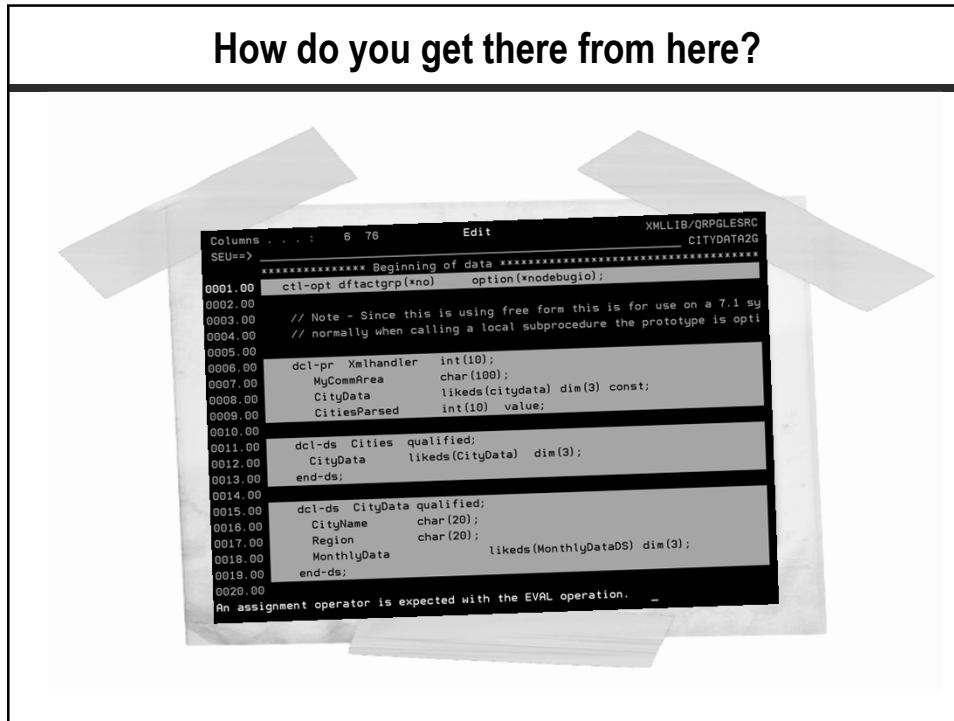 How do you get there from here?
Columns . . . : 6 76 Edit XMLLIB/QRPGLESRC
SEU==> CITYDATA2G
*************** Beginning of data *************************************
0001.00 ctl-opt dftactgrp(*no) option(*nodebugio);
0002.00
0003.00 // Note - Since this is using free form this is for use on a 7.1 sy
0004.00 // normally when calling a local subprocedure the prototype is opti
0005.00
0006.00 dcl-pr Xmlhandler int(10);
0007.00 MyCommArea char(100);
0008.00 CityData likeds(citydata) dim(3) const;
0009.00 CitiesParsed int(10) value;
0010.00
0011.00 dcl-ds Cities qualified;
0012.00 CityData likeds(CityData) dim(3);
0013.00 end-ds;
0014.00
0015.00 dcl-ds CityData qualified;
0016.00 CityName char(20);
0017.00 Region char(20);
0018.00 MonthlyData likeds(MonthlyDataDS) dim(3);
0019.00 end-ds;
0020.00
An assignment operator is expected with the EVAL operation. _